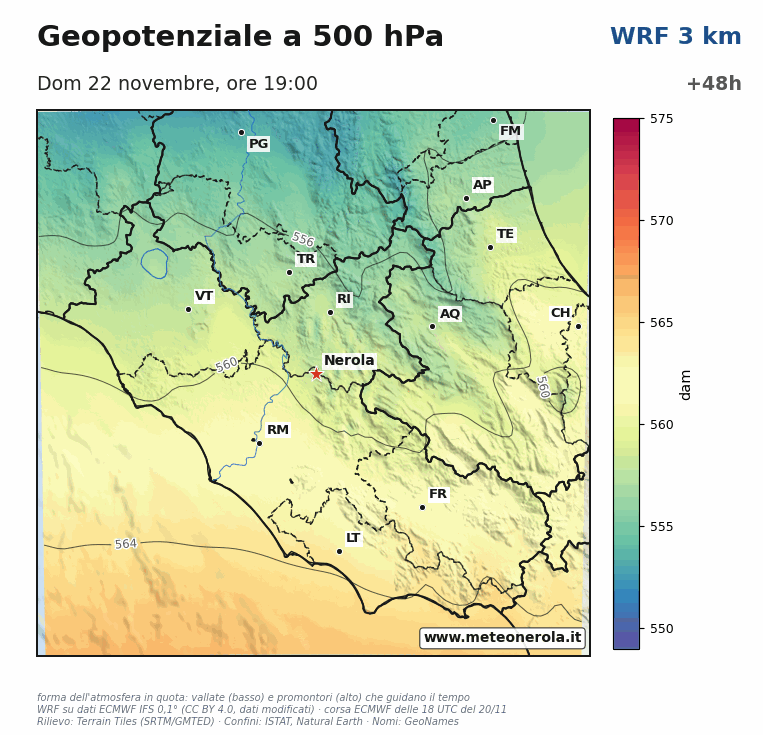 Geopotenziale a 500 hPa
WRF 3 km
Dom 22 novembre, ore 19:00
+48h
575
FM
PG
AP
570
TE
556
TR
VT
RI
AQ
CH
565
560
Nerola
560
560
dam
RM
FR
555
564
LT
550
www.meteonerola.it
forma dell'atmosfera in quota: vallate (basso) e promontori (alto) che guidano il tempo
WRF su dati ECMWF IFS 0,1° (CC BY 4.0, dati modificati) · corsa ECMWF delle 18 UTC del 20/11
Rilievo: Terrain Tiles (SRTM/GMTED) · Confini: ISTAT, Natural Earth · Nomi: GeoNames